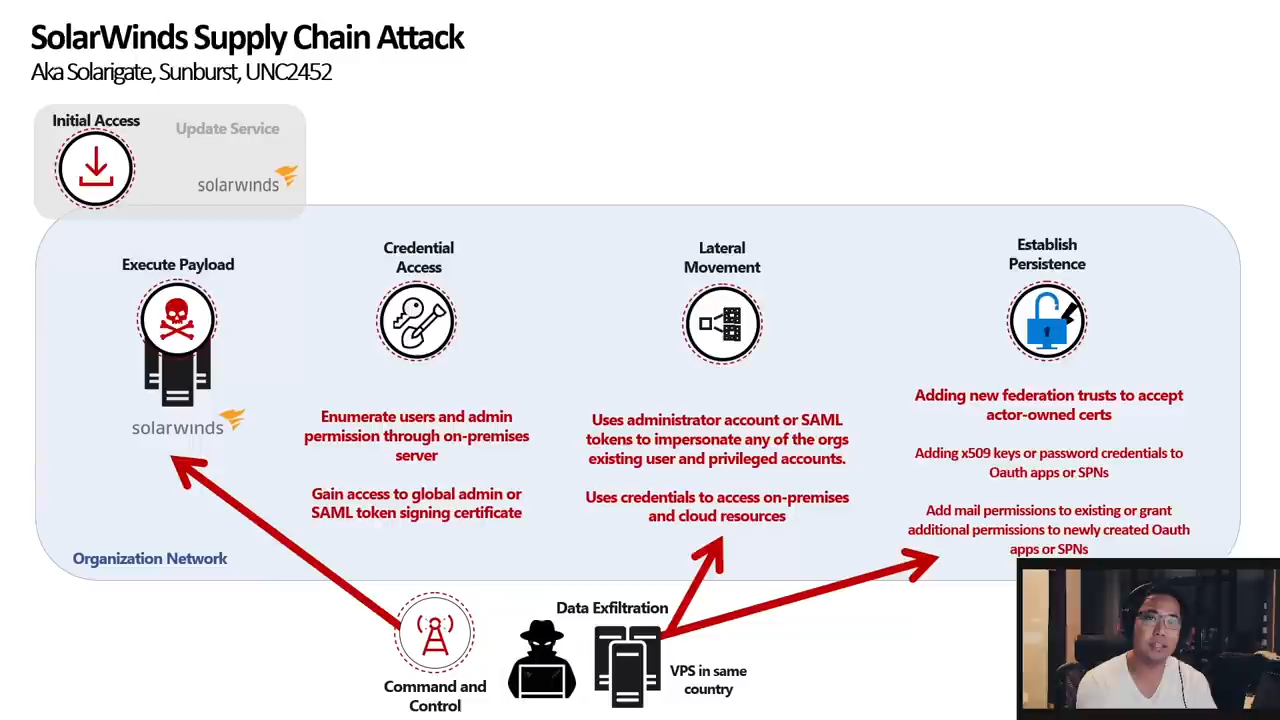 SolarWinds Supply Chain Attack
Aka Solarigate, Sunburst, UNC2452
Initial Access
Update Service
solarwinds
Execute Payload
solarwinds
Credential
Access
Enumerate users and admin
permission through on-premises
server
Gain access to global admin or
SAML token signing certificate
Lateral
Movement
Uses administrator account or SAML
tokens to impersonate any of the orgs
existing user and privileged accounts.
Uses credentials to access on-premises
and cloud resources
Establish
Persistence
Adding new federation trusts to accept
actor-owned certs
Adding x509 keys or password credentials to
Oauth apps or SPNs
Add mail permissions to existing or grant
additional permissions to newly created Oauth
apps or SPNs
Organization Network
Command and
Control
Data Exfiltration
VPS in same
country